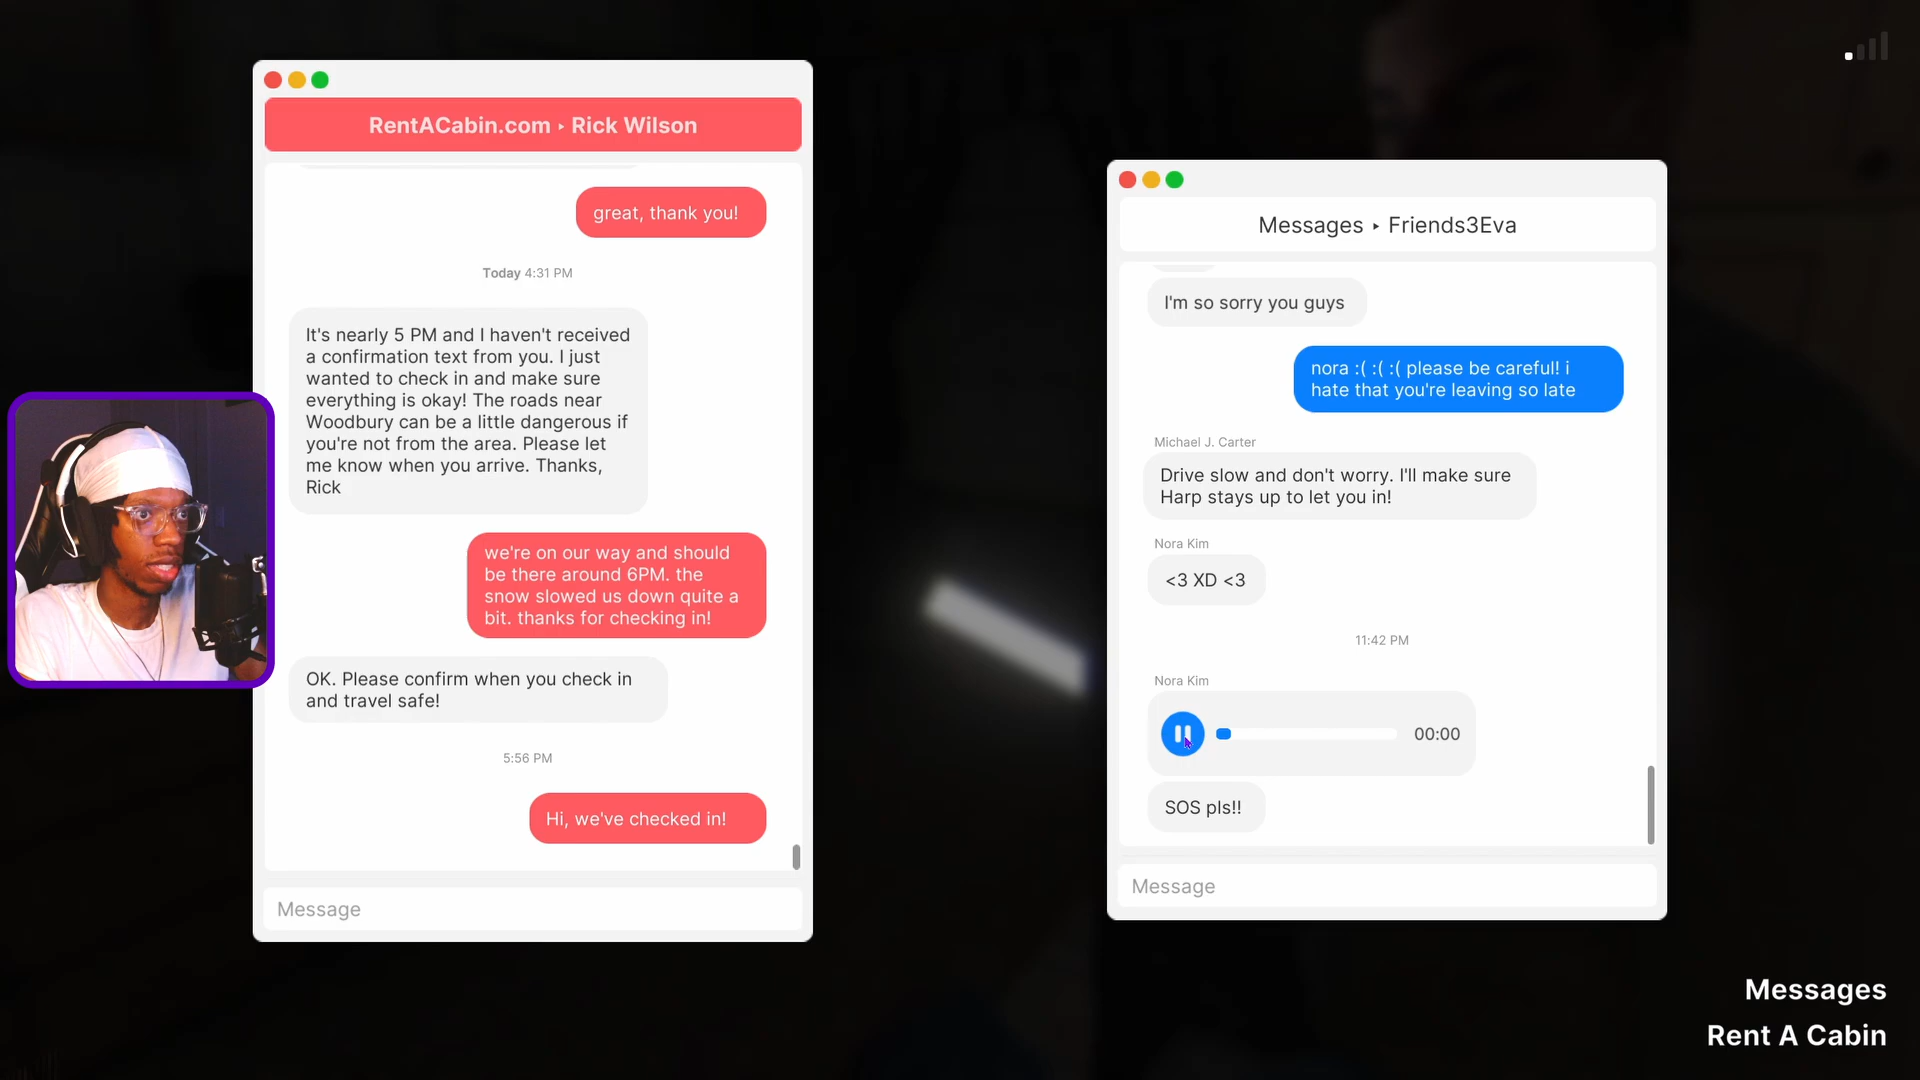 RentACabin.com ▸ Rick Wilson
great, thank you!
Today 4:31 PM
It's nearly 5 PM and I haven't received
a confirmation text from you. I just
wanted to check in and make sure
everything is okay! The roads near
Woodbury can be a little dangerous if
you're not from the area. Please let
me know when you arrive. Thanks,
Rick
we're on our way and should
be there around 6PM. the
snow slowed us down quite a
bit. thanks for checking in!
OK. Please confirm when you check in
and travel safe!
5:56 PM
Hi, we've checked in!
Message
Messages ▸ Friends3Eva
I'm so sorry you guys
nora :( :( :( please be careful! i
hate that you're leaving so late
Michael J. Carter
Drive slow and don't worry. I'll make sure
Harp stays up to let you in!
Nora Kim
<3 XD <3
11:42 PM
Nora Kim
00:00
SOS pls!!
Message
Messages
Rent A Cabin